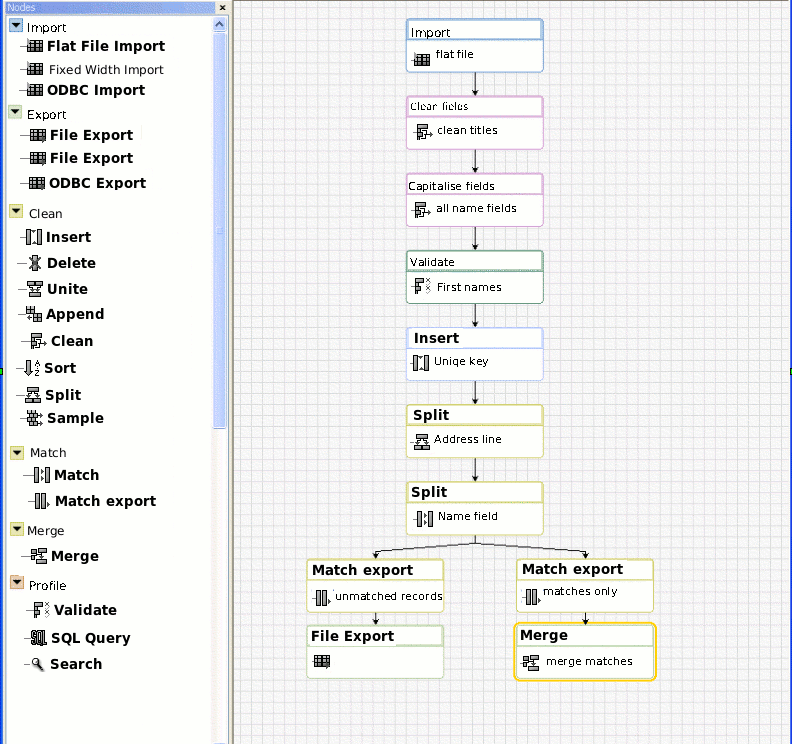 Nodes
Import
Flat File Import
Fixed Width Import
ODBC Import
Export
File Export
File Export
ODBC Export
Clean
Insert
Delete
Unite
Append
Clean
Sort
Split
Sample
Match
Match
Match export
Merge
Merge
Profile
Validate
SQL Query
Search
Import
flat file
Clean fields
clean titles
Capitalise fields
all name fields
Validate
First names
Insert
Uniqe key
Split
Address line
Split
Name field
Match export
unmatched records
File Export
Match export
matches only
Merge
merge matches